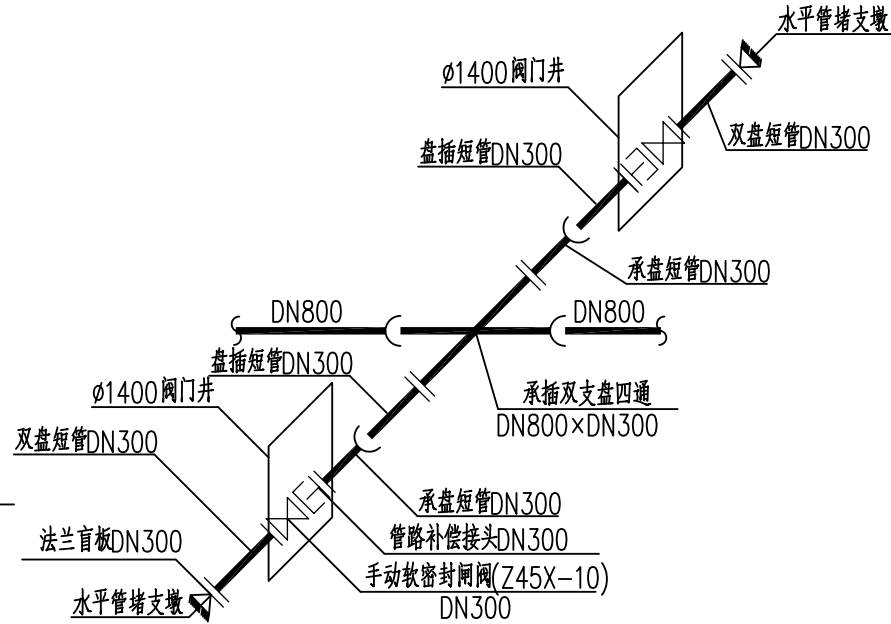 水平管堵支墩
ø1400阀门井
双盘短管DN300
盘插短管DN300
承盘短管DN300
DN800
DN800
盘插短管DN300
ø1400阀门井
承插双支盘四通
DN800×DN300
双盘短管DN300
承盘短管DN300
法兰盲板DN300
管路补偿接头DN300
手动软密封闸阀(Z45X-10)
DN300
水平管堵支墩